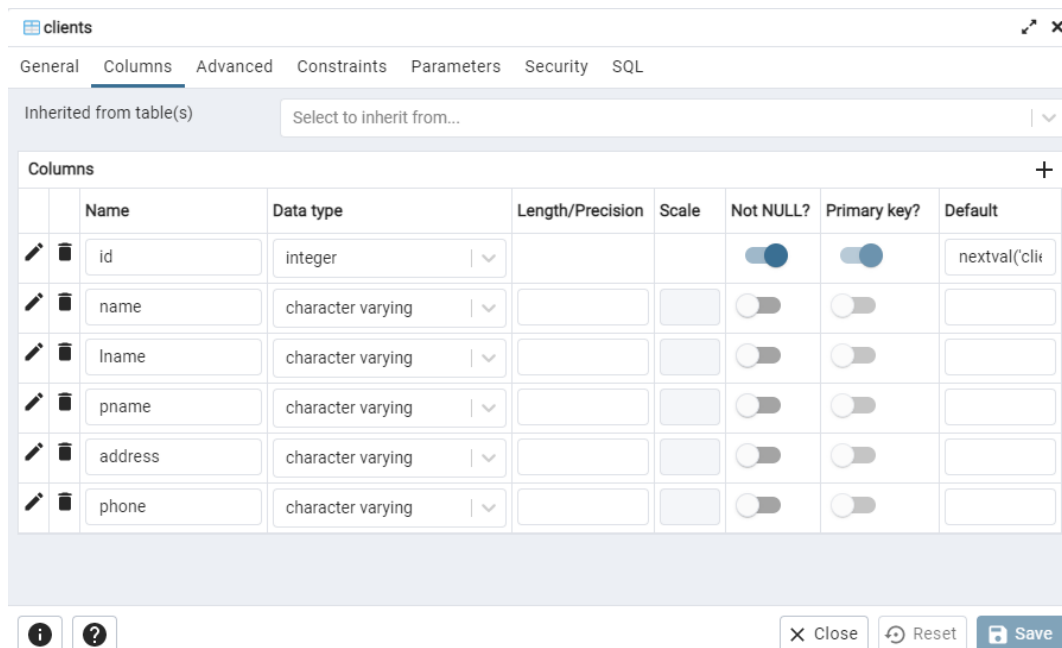 clients
General Columns Advanced Constraints Parameters Security SQL
Inherited from table(s) Select to inherit from...
Columns
Name Data type Length/Precision Scale Not NULL? Primary key? Default
id integer nextval('clie
name character varying
lname character varying
pname character varying
address character varying
phone character varying
Close Reset Save